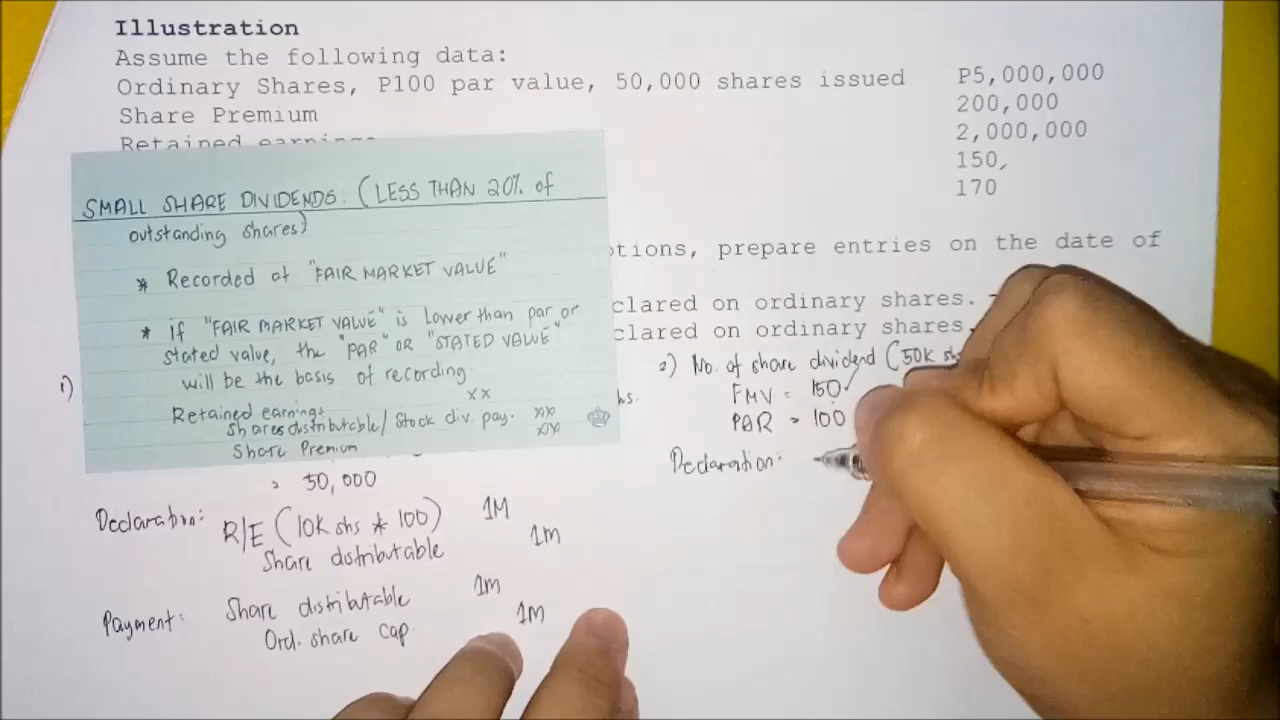 Illustration
Assume the following data:
Ordinary Shares, P100 par value, 50,000 shares issued P5,000,000
Share Premium 200,000
Retained earnings 2,000,000
150,
170
SMALL SHARE DIVIDENDS: (LESS THAN 20% of
outstanding shares)
* Recorded at "FAIR MARKET VALUE"
* If "FAIR MARKET VALUE" is lower than par or
stated value, the "PAR" OR "STATED VALUE"
will be the basis of recording.
Retained earnings xx
Shares distributable/ Stock div. pay. xx
Share Premium xx
prepare entries on the date of
clared on ordinary shares.
clared on ordinary shares.
1)
hs.
= 50,000
Declaration: R/E (10K shs * 100) 1M
Share distributable 1m
Payment: Share distributable 1m
Ord. share cap. 1M
2) No. of share dividend (50K sh
FMV = 150 ✓
PAR = 100
Declaration: